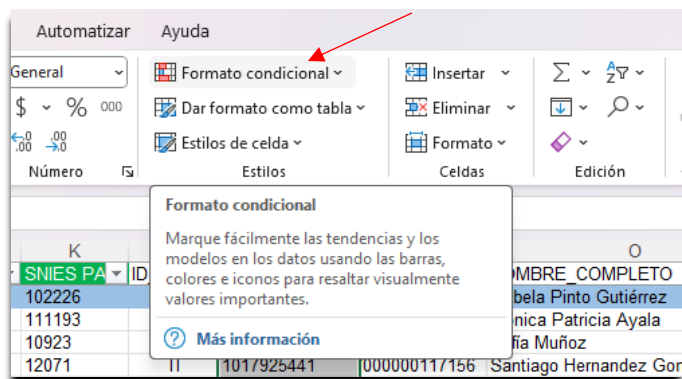 Automatizar Ayuda
General Formato condicional Insertar
$ % 000 Dar formato como tabla Eliminar
Estilos de celda Formato
Número Estilos Celdas Edición
Formato condicional
Marque fácilmente las tendencias y los
modelos en los datos usando las barras,
colores e iconos para resaltar visualmente
valores importantes.
Más información
K O
SNIES PA ID OMBRE_COMPLETO
102226 bela Pinto Gutiérrez
111193 nica Patricia Ayala
10923 fía Muñoz
12071 TI 1017925441 000000117156 Santiago Hernandez Gor